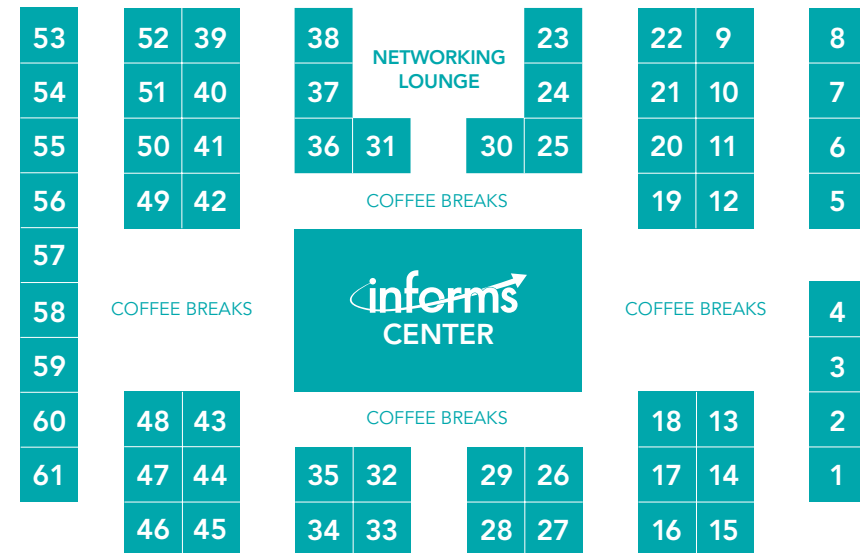 53 52 39 38 23 22 9 8
NETWORKING
LOUNGE
54 51 40 37 24 21 10 7
55 50 41 36 31 30 25 20 11 6
56 49 42 COFFEE BREAKS 19 12 5
57
informs
58 COFFEE BREAKS COFFEE BREAKS 4
CENTER
59 3
60 48 43 COFFEE BREAKS 18 13 2
61 47 44 35 32 29 26 17 14 1
46 45 34 33 28 27 16 15